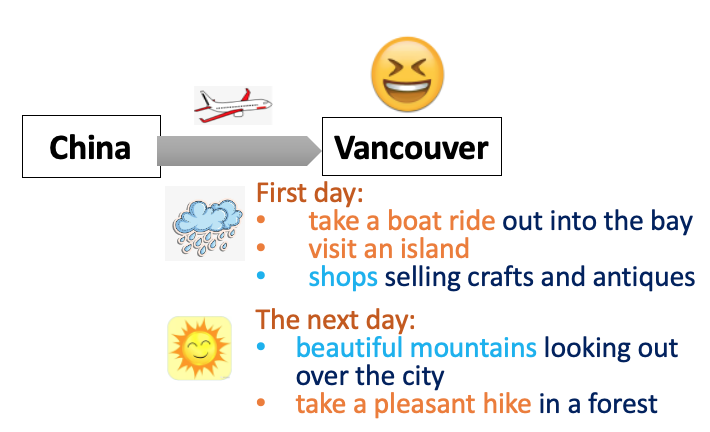 China
Vancouver
First day:
• take a boat ride out into the bay
• visit an island
• shops selling crafts and antiques
The next day:
• beautiful mountains looking out
over the city
• take a pleasant hike in a forest